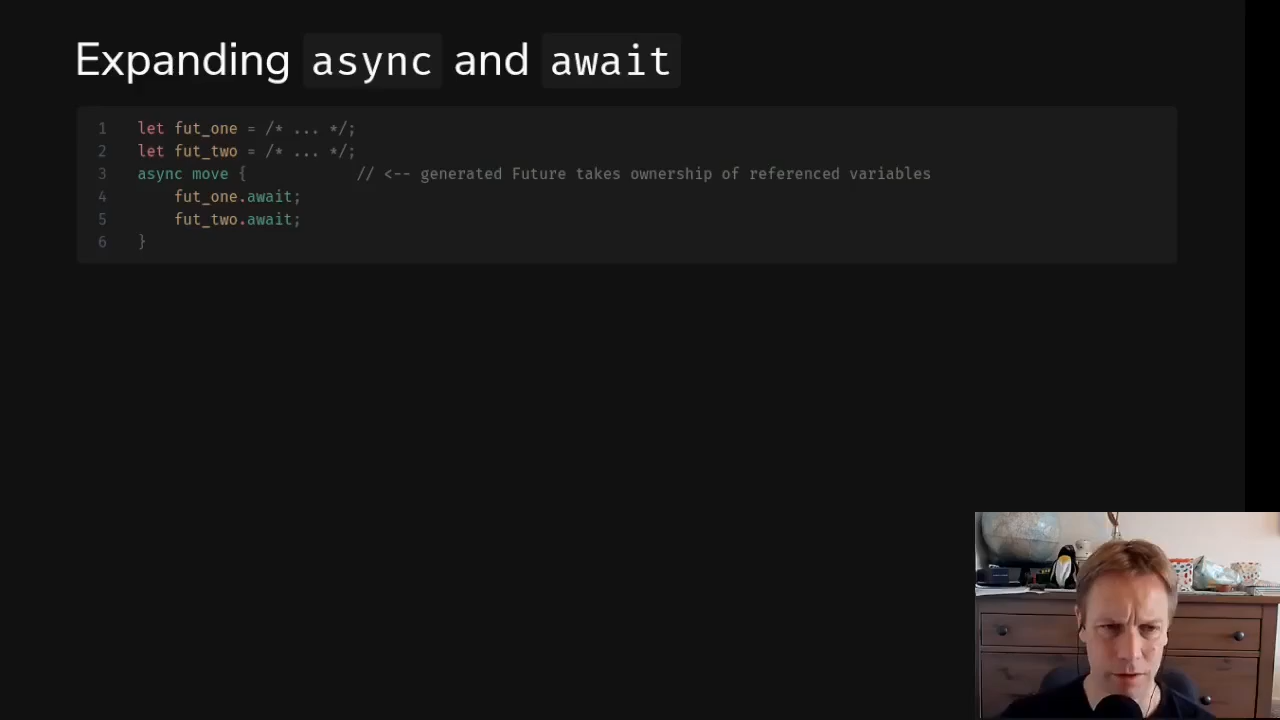 Expanding async and await
1 let fut_one = /* ... */;
2 let fut_two = /* ... */;
3 async move { // <-- generated Future takes ownership of referenced variables
4 fut_one.await;
5 fut_two.await;
6 }